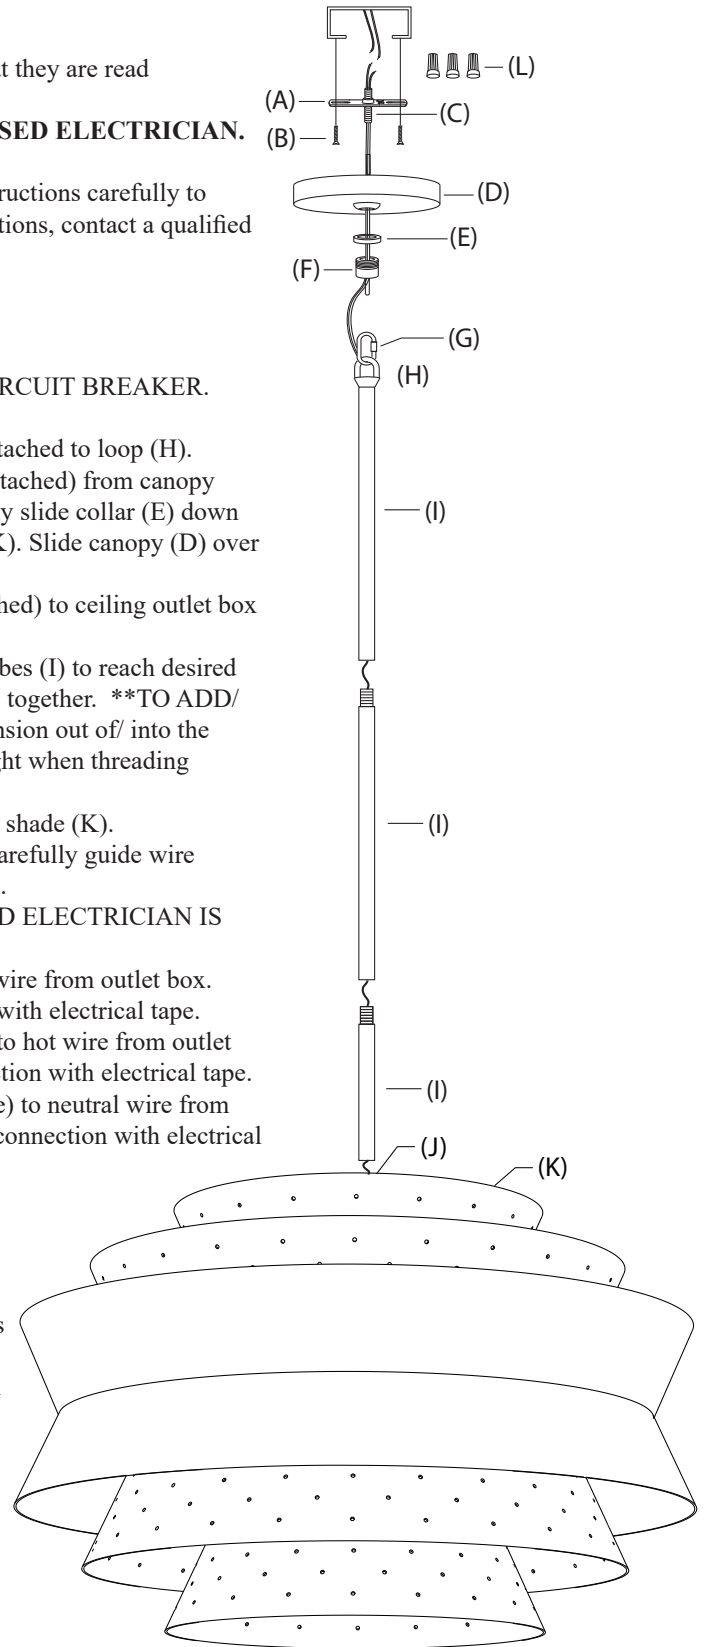 t they are read
SED ELECTRICIAN.
ructions carefully to
tions, contact a qualified
RCUIT BREAKER.
tached to loop (H).
tached) from canopy
y slide collar (E) down
K). Slide canopy (D) over
hed) to ceiling outlet box
bes (I) to reach desired
together. **TO ADD/
nsion out of/ into the
ght when threading
shade (K).
arefully guide wire
.
D ELECTRICIAN IS
wire from outlet box.
with electrical tape.
to hot wire from outlet
ction with electrical tape.
e) to neutral wire from
connection with electrical
s
(L)
(A)
(C)
(B)
(D)
(E)
(F)
(G)
(H)
(I)
(I)
(I)
(J)
(K)